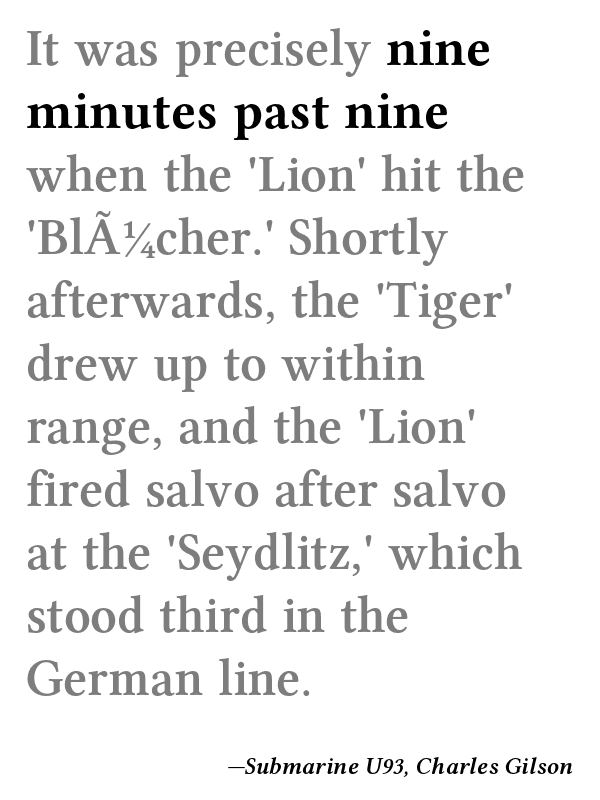 It was precisely nine
minutes past nine
when the 'Lion' hit the
'BlÃ¼cher.' Shortly
afterwards, the 'Tiger'
drew up to within
range, and the 'Lion'
fired salvo after salvo
at the 'Seydlitz,' which
stood third in the
German line.
—Submarine U93, Charles Gilson